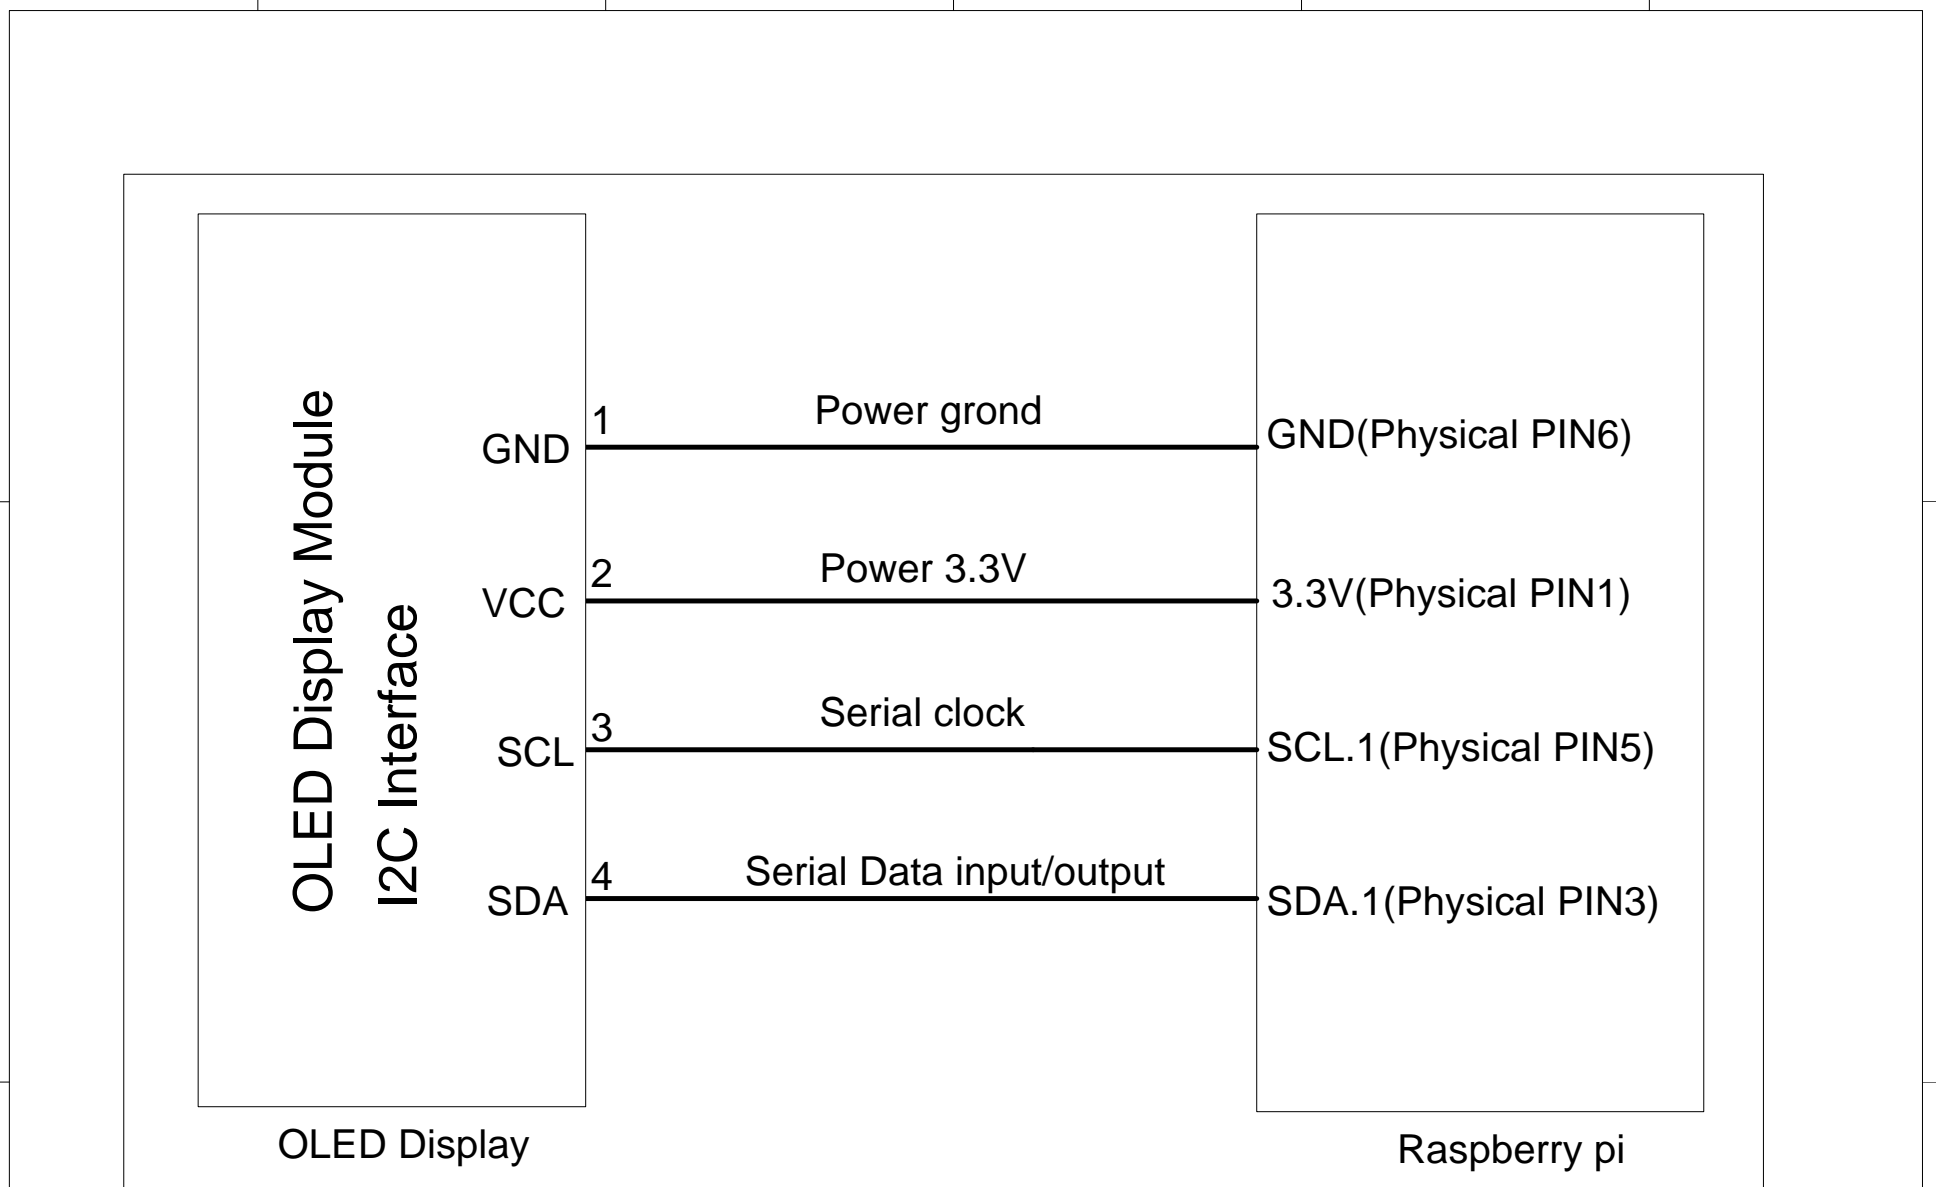 OLED Display Module
I2C Interface
GND
1
Power grond
GND(Physical PIN6)
VCC
2
Power 3.3V
3.3V(Physical PIN1)
SCL
3
Serial clock
SCL.1(Physical PIN5)
SDA
4
Serial Data input/output
SDA.1(Physical PIN3)
OLED Display
Raspberry pi